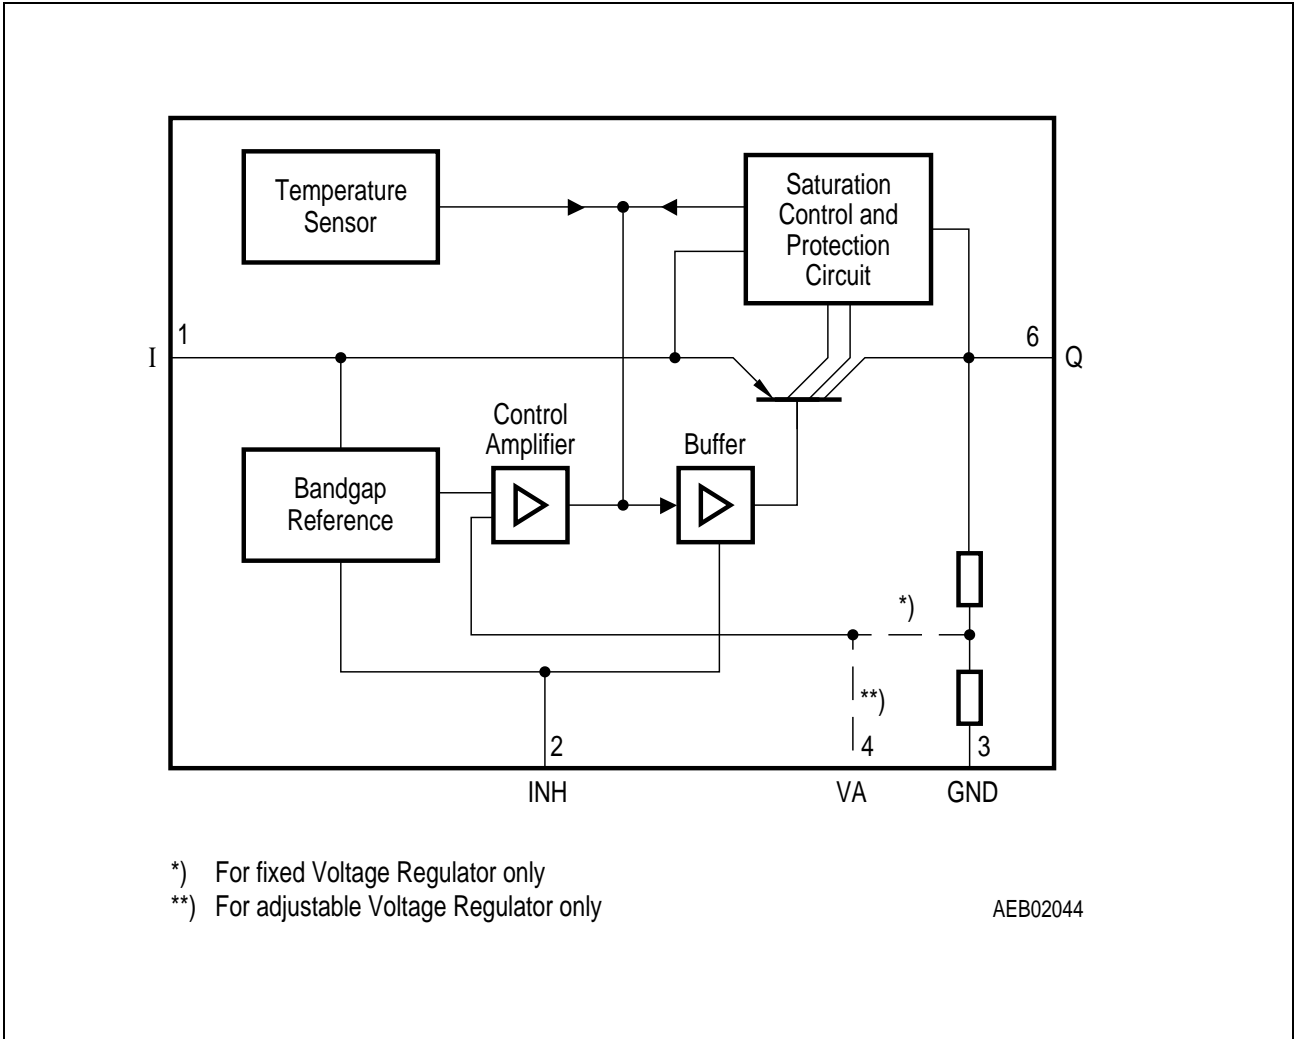 Temperature
Sensor
Saturation
Control and
Protection
Circuit
1
I
6
Q
Control
Amplifier
Buffer
Bandgap
Reference
*)
**)
2
4
3
INH
VA
GND
*) For fixed Voltage Regulator only
**) For adjustable Voltage Regulator only
AEB02044